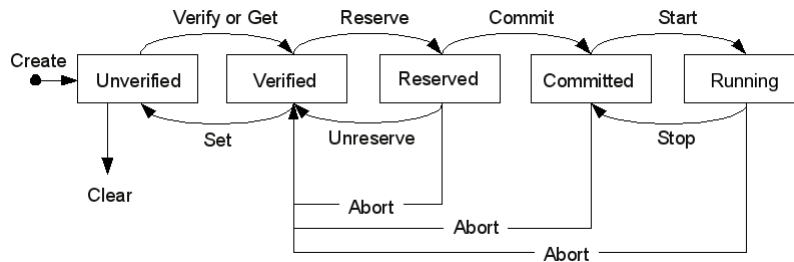 Verify or Get
Reserve
Commit
Start
Create
Unverified
Verified
Reserved
Committed
Running
Set
Unreserve
Stop
Clear
Abort
Abort
Abort